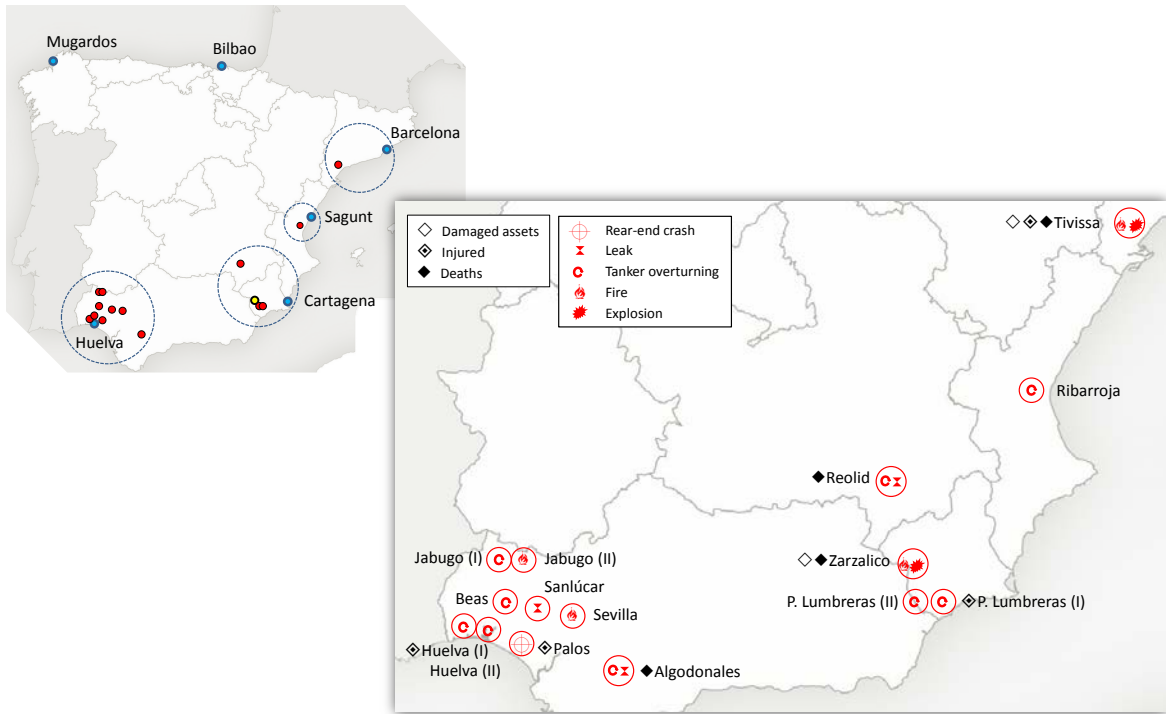 Mugardos
Bilbao
Barcelona
Sagunt
Cartagena
Huelva
Damaged assets
Injured
Deaths
Rear-end crash
Leak
Tanker overturning
Fire
Explosion
Tivissa
Ribarroja
Reolid
Jabugo (I)
Jabugo (II)
Zarzalico
Sanlúcar
Beas
Sevilla
P. Lumbreras (II)
P. Lumbreras (I)
Huelva (I)
Palos
Huelva (II)
Algodonales